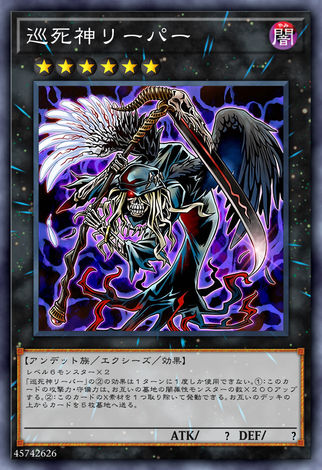 巡死神リーパー
やみ
闇
【アンデット族／エクシーズ／効果】
レベル6モンスター×2
「巡死神リーパー」の②の効果は１ターンに１度しか使用できない。①：このカ
ードの攻撃力・守備力は、お互いの墓地の闇属性モンスターの数×２００アップ
する。②：このカードのX素材を１つ取り除いて発動できる。お互いのデッキの
上からカードを５枚墓地へ送る。
ATK/ ? DEF/ ?
45742626